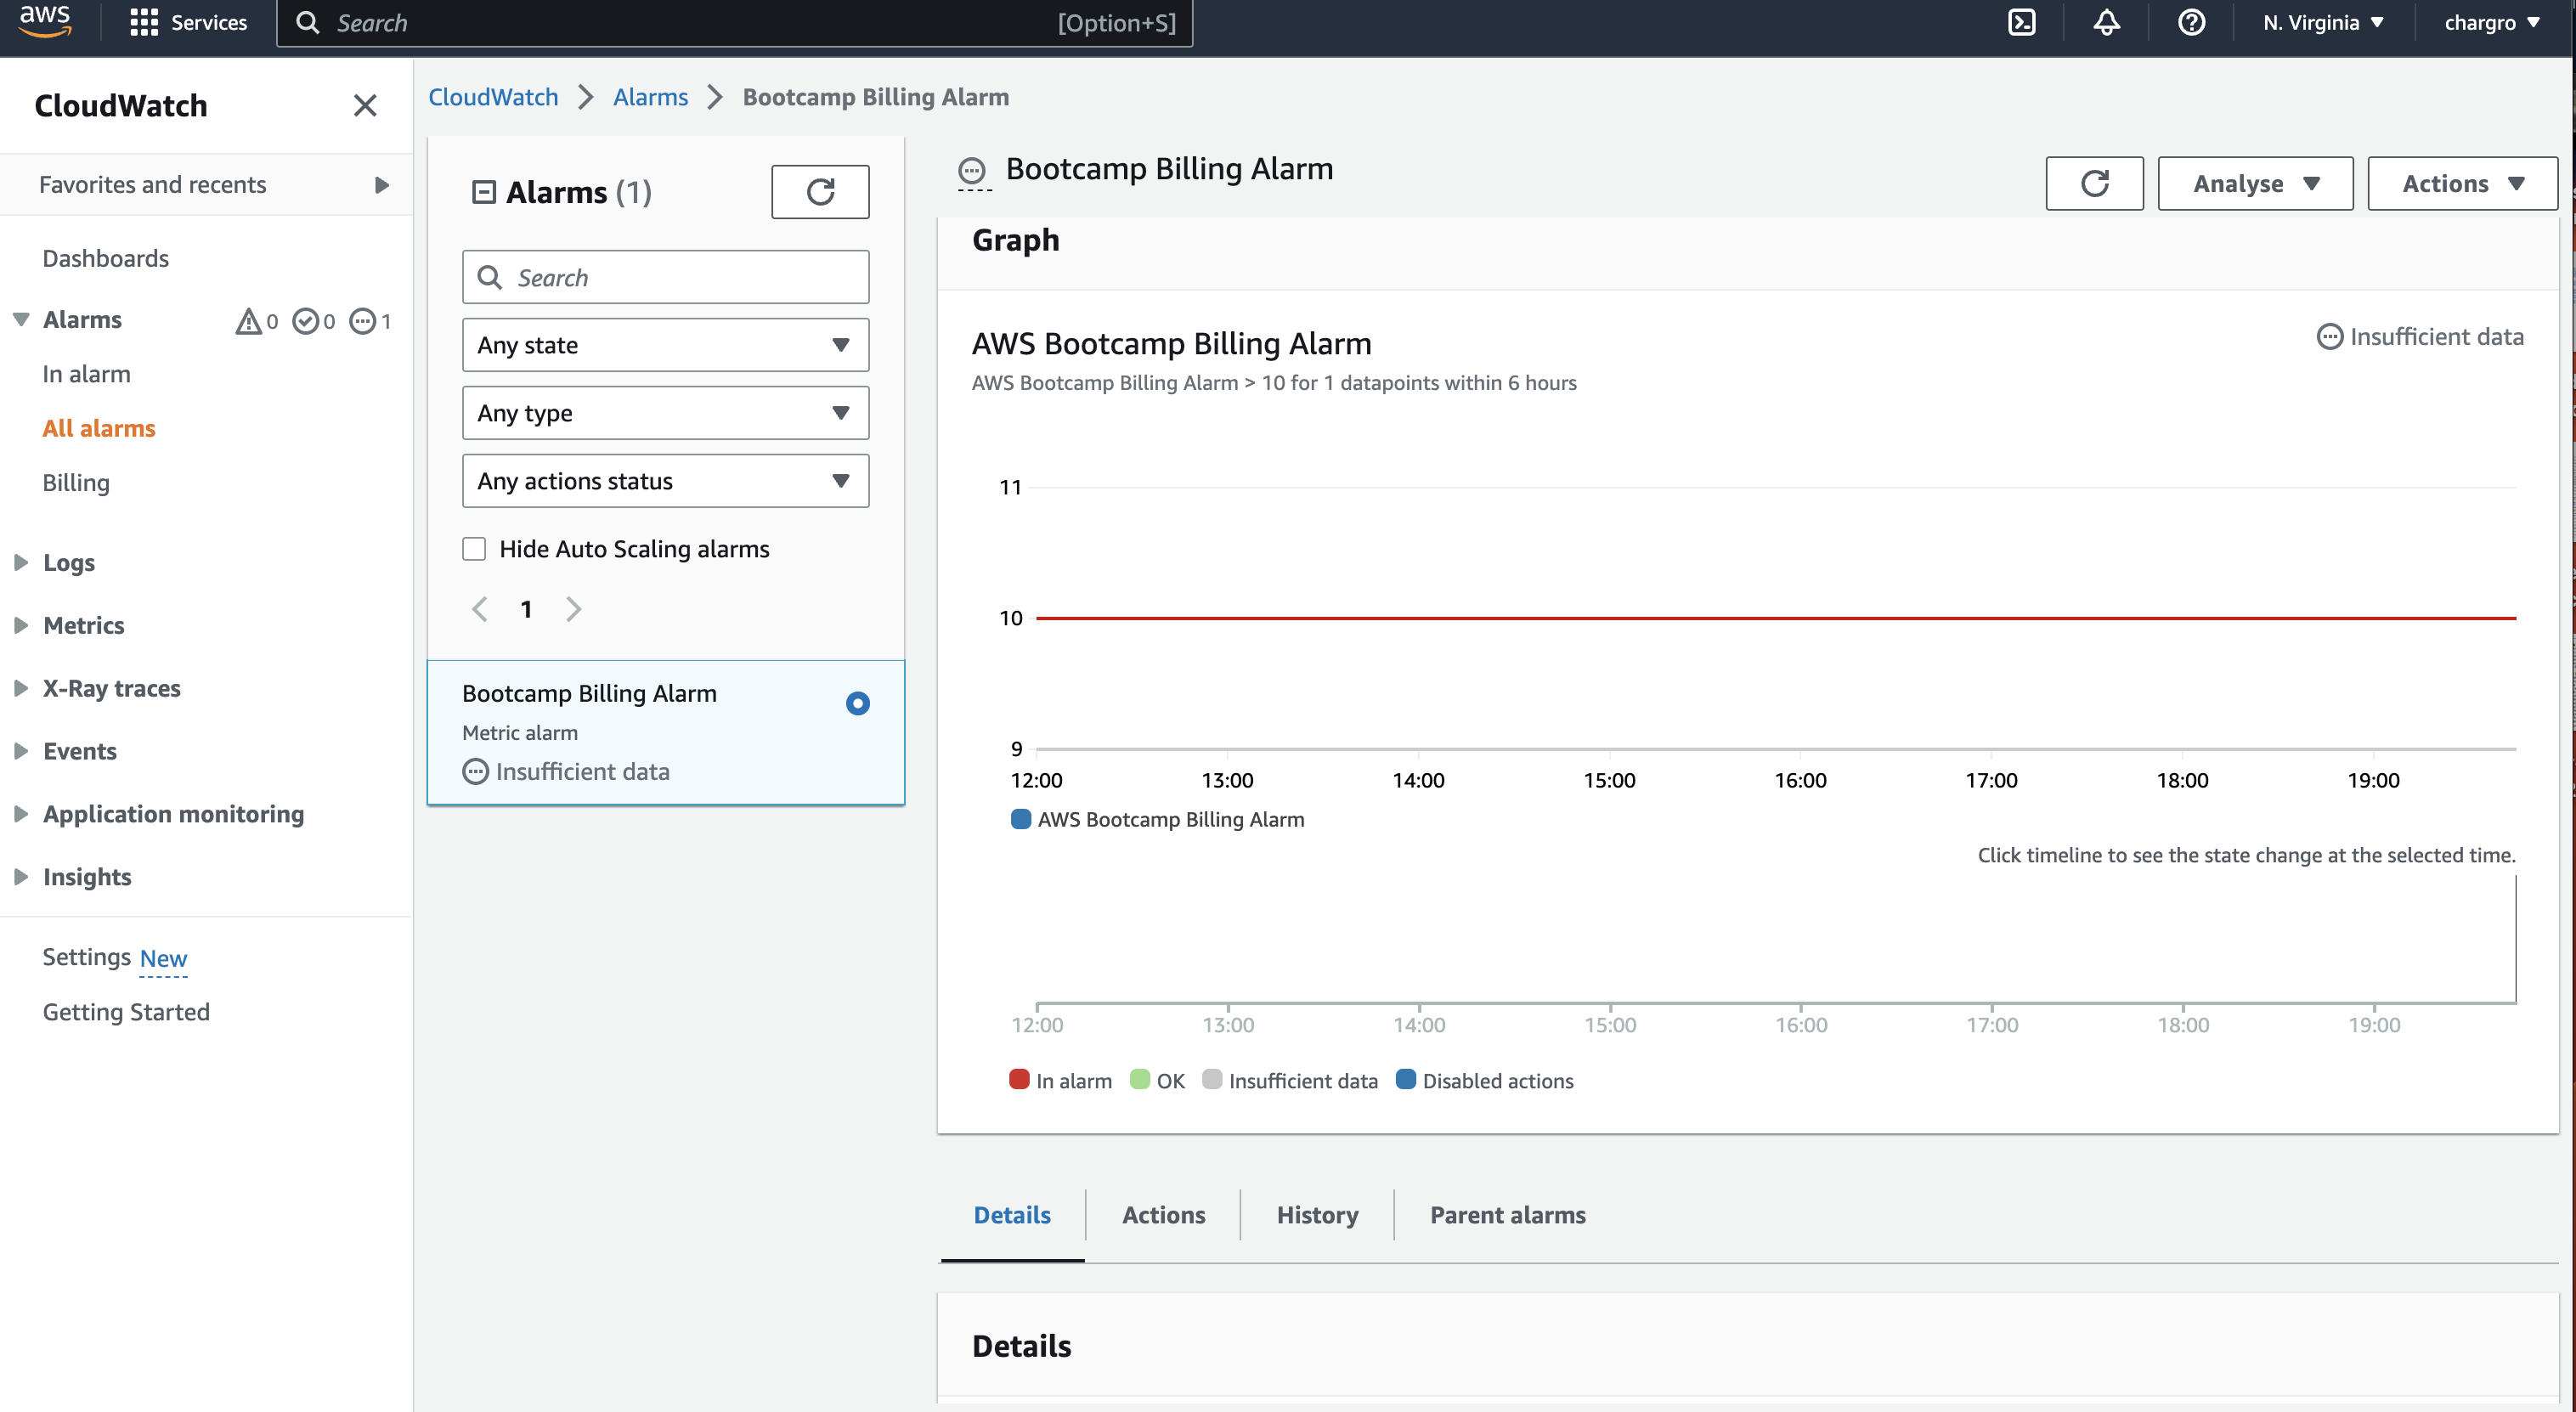 aws
Services
Search
[Option+S]
N. Virginia
chargro
CloudWatch
Favorites and recents
Dashboards
Alarms
0
0
1
In alarm
All alarms
Billing
Logs
Metrics
X-Ray traces
Events
Application monitoring
Insights
Settings New
Getting Started
CloudWatch
Alarms
Bootcamp Billing Alarm
Alarms (1)
Search
Any state
Any type
Any actions status
Hide Auto Scaling alarms
1
Bootcamp Billing Alarm
Metric alarm
Insufficient data
Bootcamp Billing Alarm
Analyse
Actions
Graph
AWS Bootcamp Billing Alarm
Insufficient data
AWS Bootcamp Billing Alarm > 10 for 1 datapoints within 6 hours
11
10
9
12:00 13:00 14:00 15:00 16:00 17:00 18:00 19:00
AWS Bootcamp Billing Alarm
Click timeline to see the state change at the selected time.
12:00 13:00 14:00 15:00 16:00 17:00 18:00 19:00
In alarm OK Insufficient data Disabled actions
Details
Actions
History
Parent alarms
Details